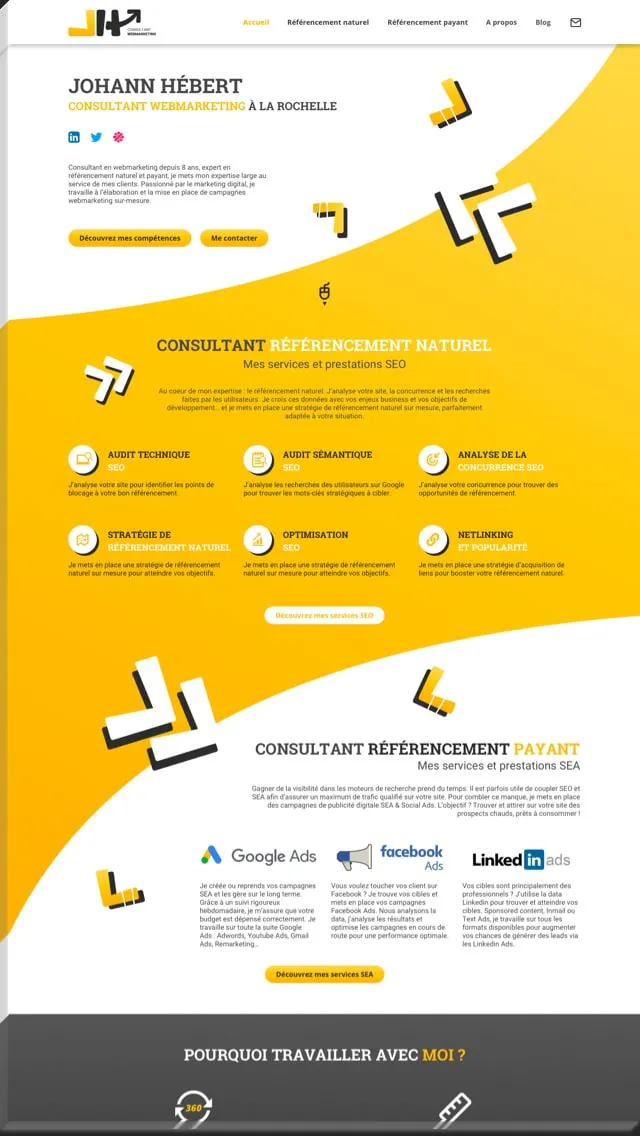 JH
CONSULTANT
WEBMARKETING
Accueil
Référencement naturel
Référencement payant
A propos
Blog
JOHANN HÉBERT
CONSULTANT WEBMARKETING À LA ROCHELLE
Consultant en webmarketing depuis 8 ans, expert en
référencement naturel et payant, je mets mon expertise large au
service de mes clients. Passionné par le marketing digital, je
travaille à l'élaboration et la mise en place de campagnes
webmarketing sur-mesure.
Découvrez mes compétences
Me contacter
CONSULTANT RÉFÉRENCEMENT NATUREL
Mes services et prestations SEO
Au coeur de mon expertise : le référencement naturel. J'analyse votre site, la concurrence et les recherches
faites par les utilisateurs. Je crois ces données avec vos enjeux business et vos objectifs de
développement... et je mets en place une stratégie de référencement naturel sur mesure, parfaitement
adaptée à votre situation.
AUDIT TECHNIQUE
SEO
J'analyse votre site pour identifier les points de
blocage à votre bon référencement.
AUDIT SÉMANTIQUE
SEO
J'analyse les recherches des utilisateurs sur Google
pour trouver les mots-clés stratégiques à cibler.
ANALYSE DE LA
CONCURRENCE SEO
J'analyse votre concurrence pour trouver des
opportunités de référencement.
STRATÉGIE DE
RÉFÉRENCEMENT NATUREL
Je mets en place une stratégie de référencement
naturel sur mesure pour atteindre vos objectifs.
OPTIMISATION
SEO
Je mets en place une stratégie de référencement
naturel sur mesure pour atteindre vos objectifs.
NETLINKING
ET POPULARITÉ
Je mets en place une stratégie d'acquisition de
liens pour booster votre référencement naturel.
Découvrez mes services SEO
CONSULTANT RÉFÉRENCEMENT PAYANT
Mes services et prestations SEA
Gagner de la visibilité dans les moteurs de recherche prend du temps. Il est parfois utile de coupler SEO et
SEA afin d'assurer un maximum de trafic qualifié sur votre site. Pour combler ce manque, je mets en place
des campagnes de publicité digitale SEA & Social Ads. L'objectif ? Trouver et attirer sur votre site des
prospects chauds, prêts à consommer !
Google Ads
Je créée ou reprends vos campagnes
SEA et les gère sur le long terme.
Grâce à un suivi rigoureux
hebdomadaire, je m'assure que votre
budget est dépensé correctement. Je
travaille sur toute la suite Google
Ads : Adwords, Youtube Ads, Gmail
Ads, Remarketing...
facebook
Ads
Vous voulez toucher vos client sur
Facebook ? Je trouve vos cibles et
mets en place vos campagnes
Facebook Ads. Nous analysons la
data, j'analyse les résultats et
optimise les campagnes en cours de
route pour une performance optimale.
Linkedin ads
Vos cibles sont principalement des
professionnels ? J'utilise la data
Linkedin pour trouver et atteindre vos
cibles. Sponsored content, Inmail ou
Text Ads, je travaille sur tous les
formats disponibles pour augmenter
vos chances de générer des leads via
les Linkedin Ads.
Découvrez mes services SEA
POURQUOI TRAVAILLER AVEC MOI ?
360